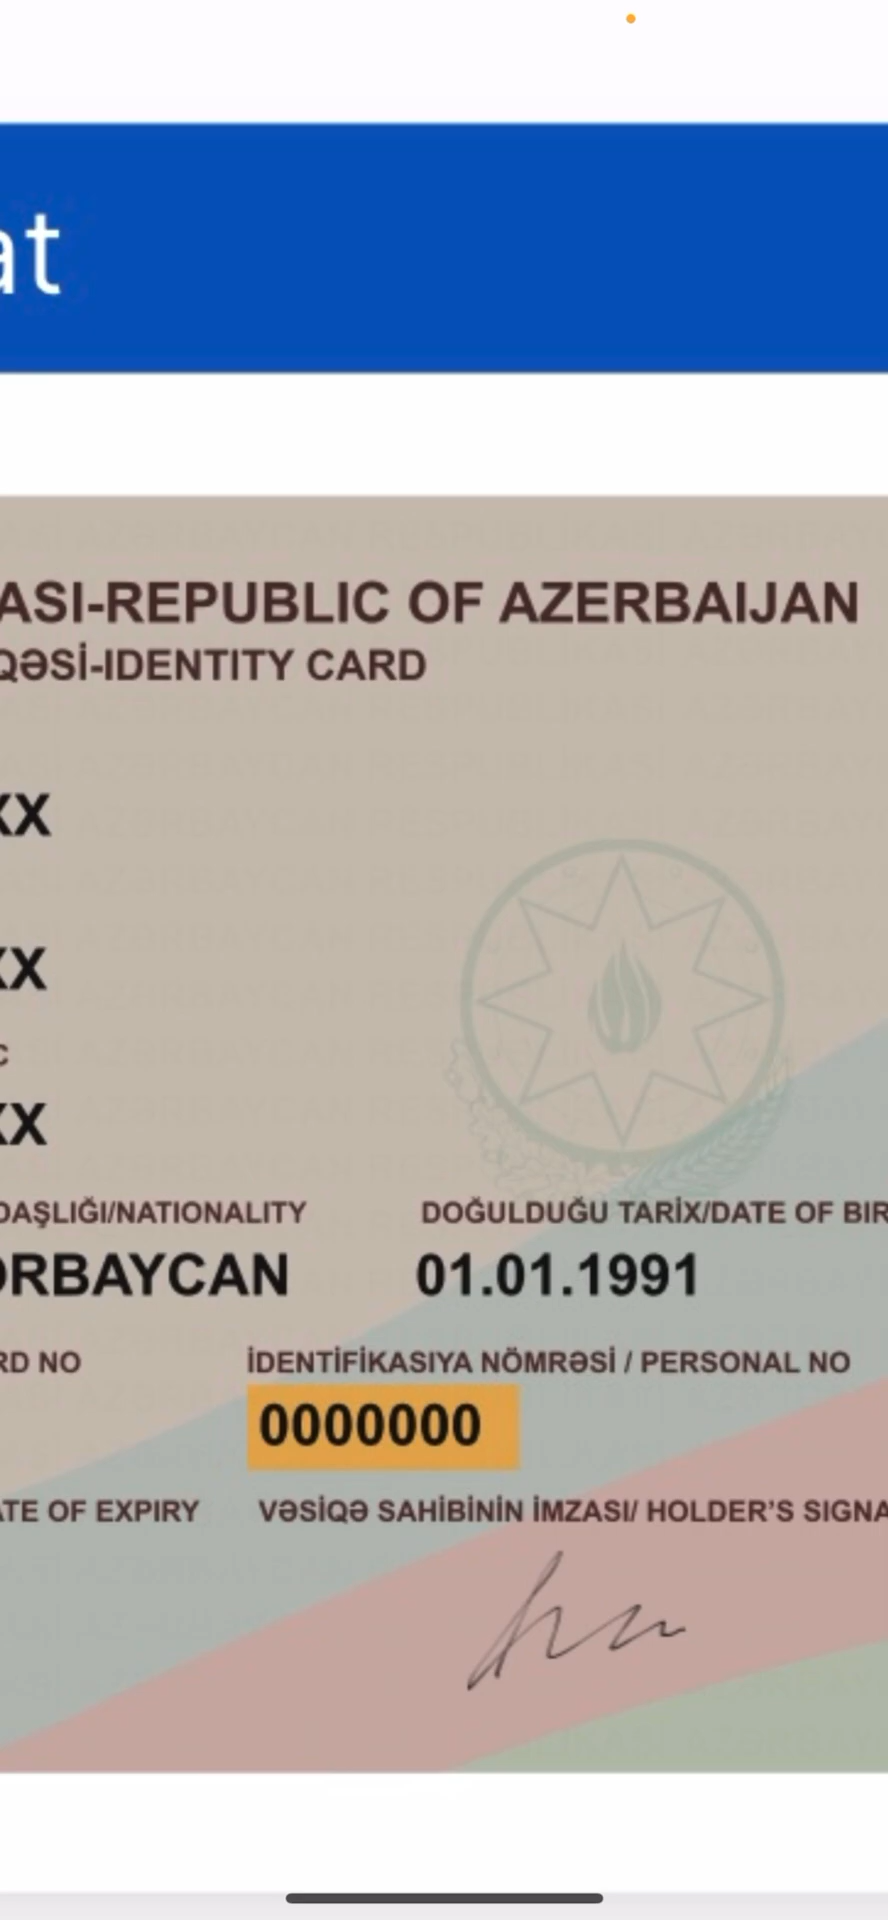 at
ASI-REPUBLIC OF AZERBAIJAN
QƏSİ-IDENTITY CARD
XX
XX
C
XX
DAŞLIĞI/NATIONALITY
DOĞULDUĞU TARİX/DATE OF BIR
ƏRBAYCAN
01.01.1991
RD NO
İDENTİFİKASIYA NÖMRƏSİ / PERSONAL NO
0000000
ATE OF EXPIRY
VƏSİQƏ SAHİBİNİN İMZASI/ HOLDER’S SIGNA